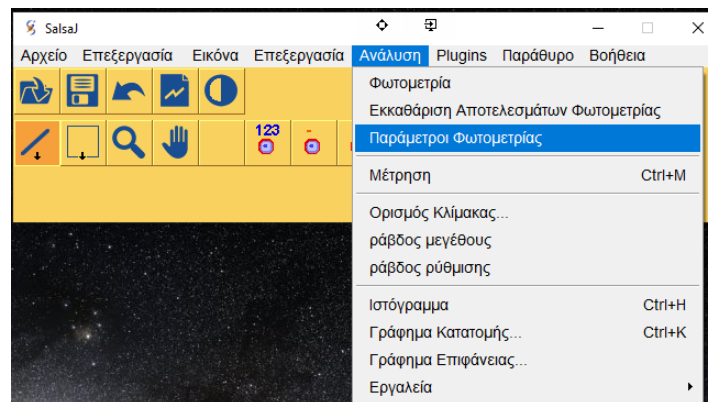 SalsaJ
Αρχείο Επεξεργασία Εικόνα Επεξεργασία Ανάλυση Plugins Παράθυρο Βοήθεια
Φωτομετρία
Εκκαθάριση Αποτελεσμάτων Φωτομετρίας
Παράμετροι Φωτομετρίας
123
Μέτρηση Ctrl+M
Ορισμός Κλίμακας...
ράβδος μεγέθους
ράβδος ρύθμισης
Ιστόγραμμα Ctrl+H
Γράφημα Κατατομής... Ctrl+K
Γράφημα Επιφάνειας...
Εργαλεία